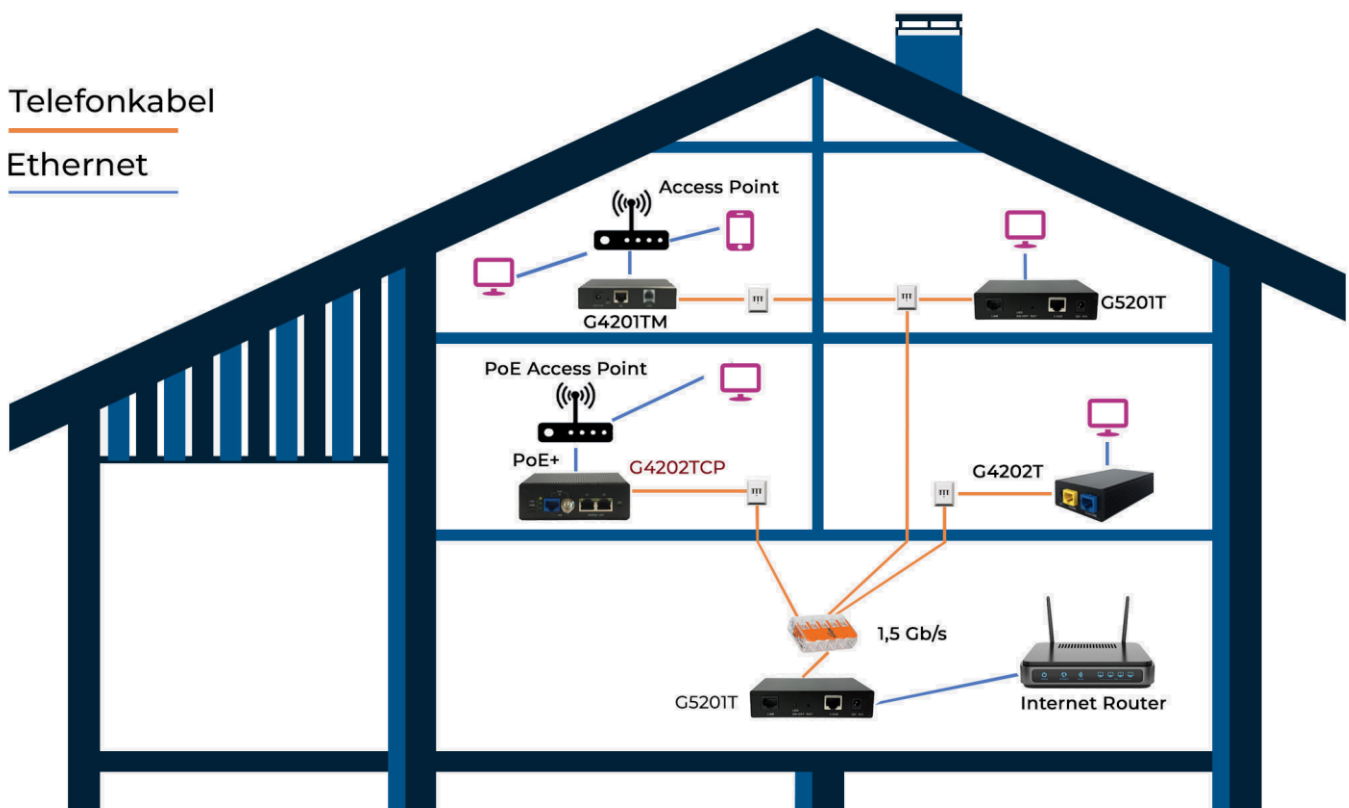 Telefonkabel
Ethernet
Access Point
G4201TM
G5201T
PoE Access Point
PoE+
G4202TCP
G4202T
1,5 Gb/s
G5201T
Internet Router